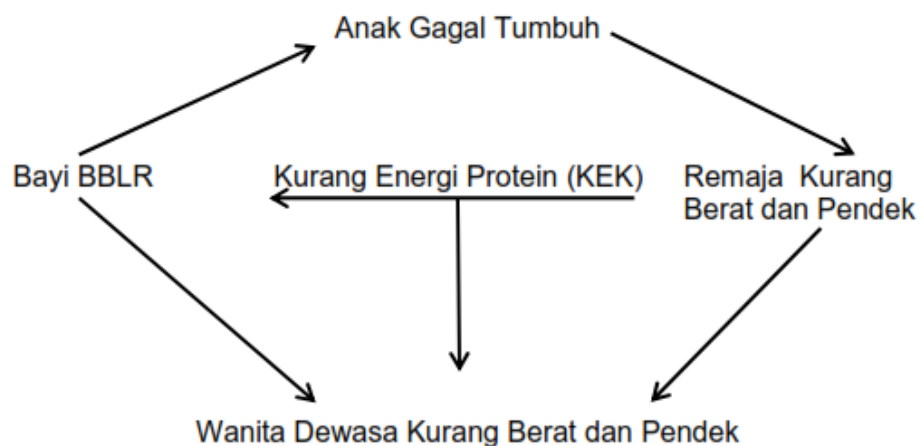 Anak Gagal Tumbuh
Bayi BBLR
Kurang Energi Protein (KEK)
Remaja Kurang
Berat dan Pendek
Wanita Dewasa Kurang Berat dan Pendek